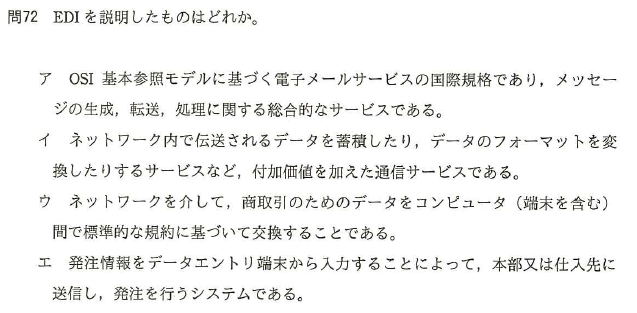 問72 EDIを説明したものはどれか。
ア OSI 基本参照モデルに基づく電子メールサービスの国際規格であり，メッセー
ジの生成，転送，処理に関する総合的なサービスである。
イ ネットワーク内で伝送されるデータを蓄積したり，データのフォーマットを変
換したりするサービスなど，付加価値を加えた通信サービスである。
ウ ネットワークを介して，商取引のためのデータをコンピュータ（端末を含む）
間で標準的な規約に基づいて交換することである。
エ 発注情報をデータエントリ端末から入力することによって，本部又は仕入先に
送信し，発注を行うシステムである。